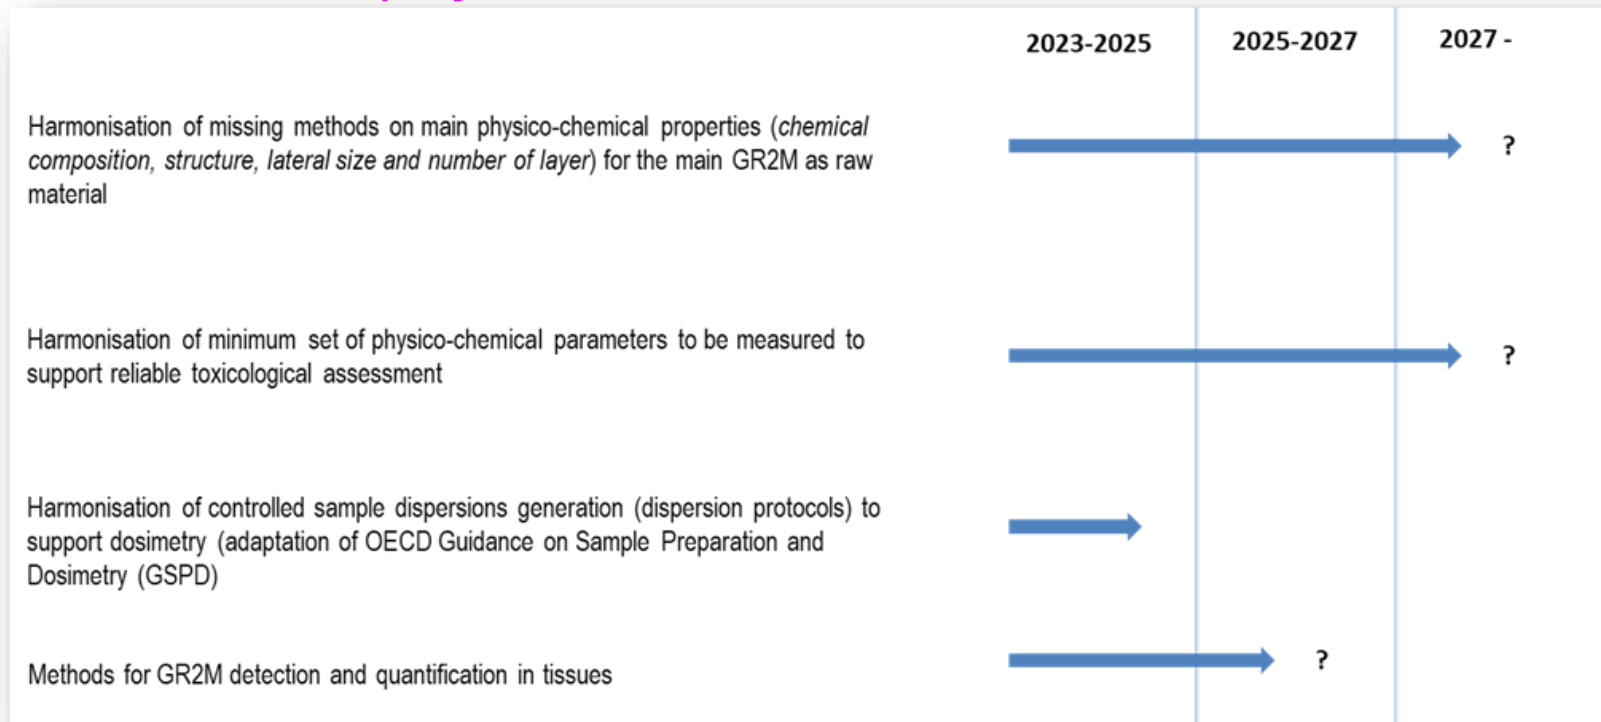 2023-2025 2025-2027 2027 -
Harmonisation of missing methods on main physico-chemical properties (chemical
composition, structure, lateral size and number of layer) for the main GR2M as raw
material
?
Harmonisation of minimum set of physico-chemical parameters to be measured to
support reliable toxicological assessment
?
Harmonisation of controlled sample dispersions generation (dispersion protocols) to
support dosimetry (adaptation of OECD Guidance on Sample Preparation and
Dosimetry (GSPD)
Methods for GR2M detection and quantification in tissues
?